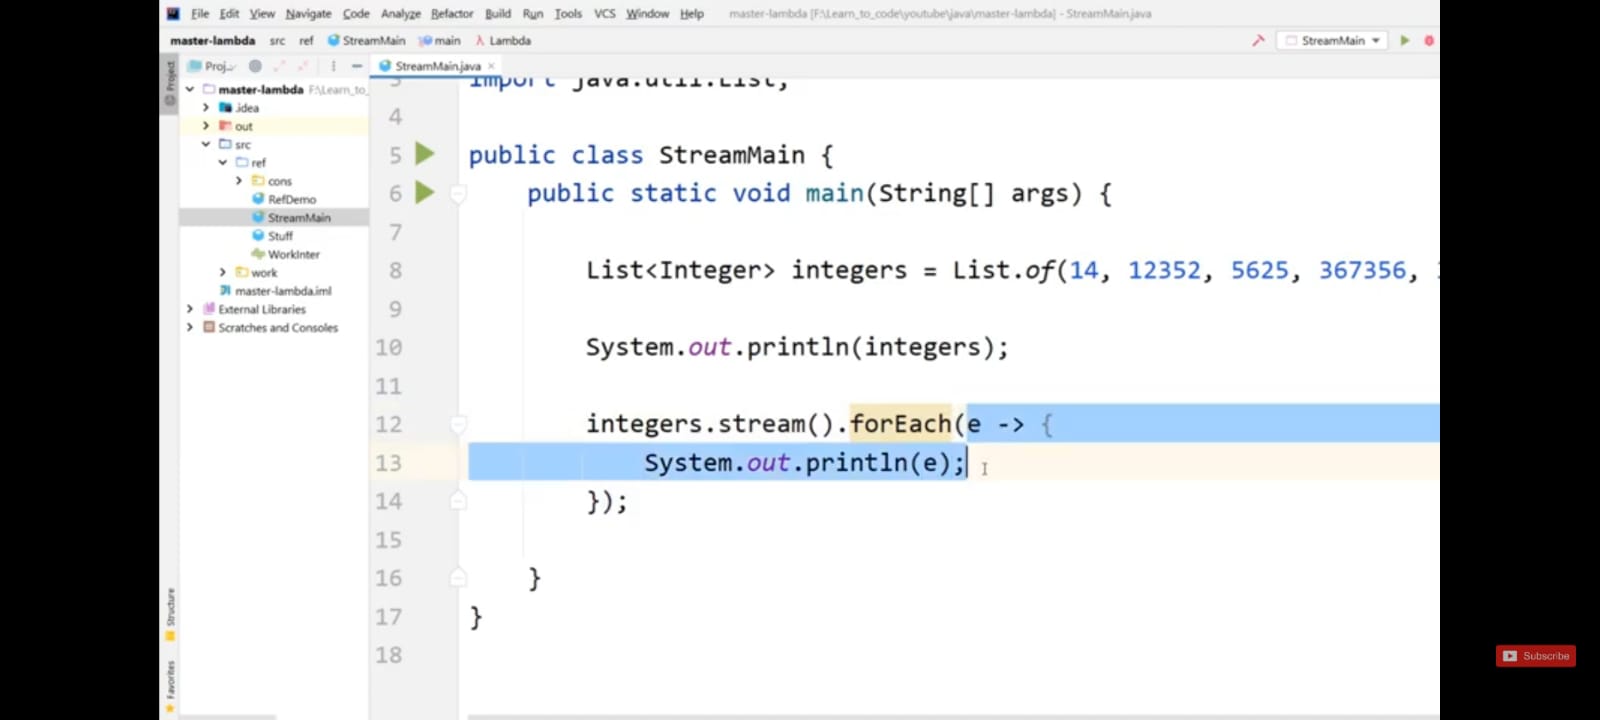 File Edit View Navigate Code Analyze Refactor Build Run Tools VCS Window Help master-lambda [F:\Learn_to_code\youtube\java\master-lambda] - StreamMain.java
master-lambda src ref StreamMain main Lambda StreamMain
Project Proj... StreamMain.java
master-lambda F:\Learn_to_
.idea
out
src
ref
cons
RefDemo
StreamMain
Stuff
WorkInter
work
master-lambda.iml
External Libraries
Scratches and Consoles
Structure
Favorites
3 import java.util.List;
4
5 public class StreamMain {
6 public static void main(String[] args) {
7
8 List<Integer> integers = List.of(14, 12352, 5625, 367356,
9
10 System.out.println(integers);
11
12 integers.stream().forEach(e -> {
13 System.out.println(e);
14 });
15
16 }
17 }
18
Subscribe